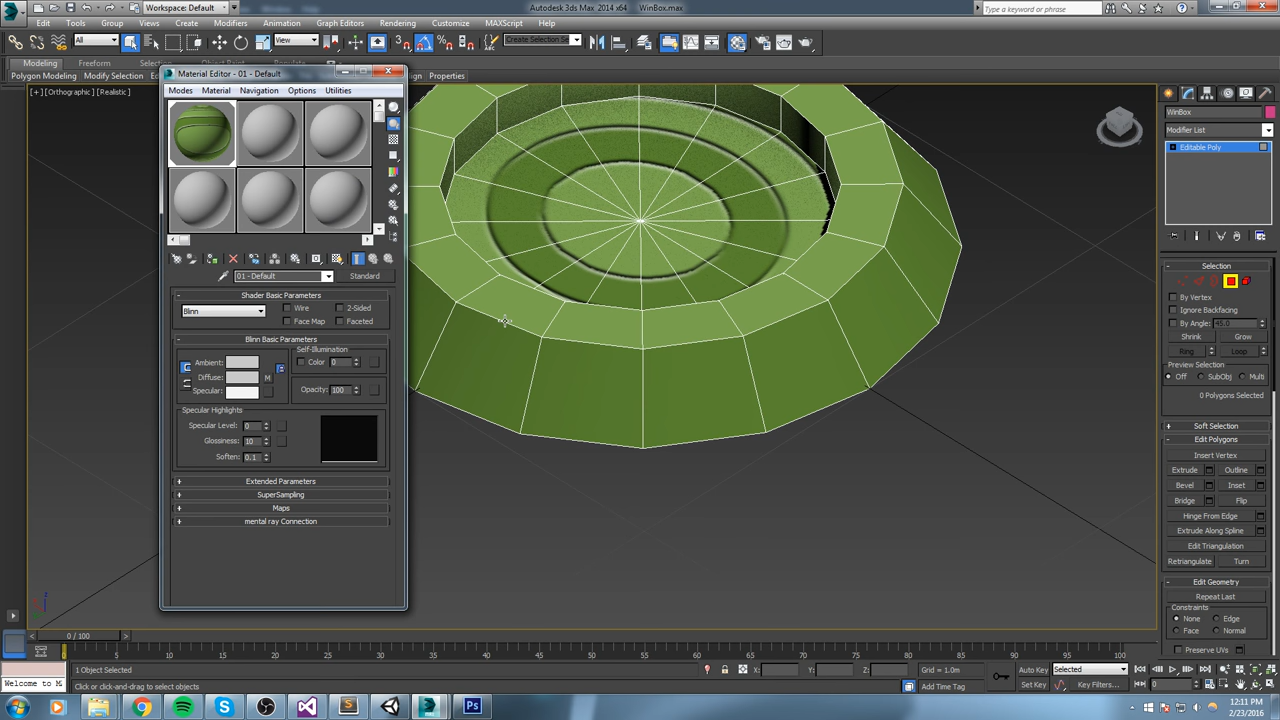 Workspace: Default
Autodesk 3ds Max 2014 x64 WinBox.max
Type a keyword or phrase
Edit Tools Group Views Create Modifiers Animation Graph Editors Rendering Customize MAXScript Help
All View Create Selection Se
Modeling Freeform
Polygon Modeling Modify Selection Properties
[+] [Orthographic] [Realistic]
Material Editor - 01 - Default
Modes Material Navigation Options Utilities
01 - Default Standard
Shader Basic Parameters
Blinn Wire 2-Sided
Face Map Faceted
Blinn Basic Parameters
Self-Illumination
Ambient: Color 0
Diffuse: M
Specular: Opacity: 100
Specular Highlights
Specular Level: 0
Glossiness: 10
Soften: 0.1
Extended Parameters
SuperSampling
Maps
mental ray Connection
WinBox
Modifier List
Editable Poly
Selection
By Vertex
Ignore Backfacing
By Angle: 45.0
Shrink Grow
Ring Loop
Preview Selection
Off SubObj Multi
0 Polygons Selected
Soft Selection
Edit Polygons
Insert Vertex
Extrude Outline
Bevel Inset
Bridge Flip
Hinge From Edge
Extrude Along Spline
Edit Triangulation
Retriangulate Turn
Edit Geometry
Repeat Last
Constraints
None Edge
Face Normal
Preserve UVs
0 / 100
0 5 10 15 20 25 30 35 40 45 50 55 60 65 70 75 80 85 90 95 100
1 Object Selected X: Y: Z: Grid = 1.0m Auto Key Selected
Welcome to M Click or click-and-drag to select objects Add Time Tag Set Key Key Filters... 0
12:11 PM
2/23/2016